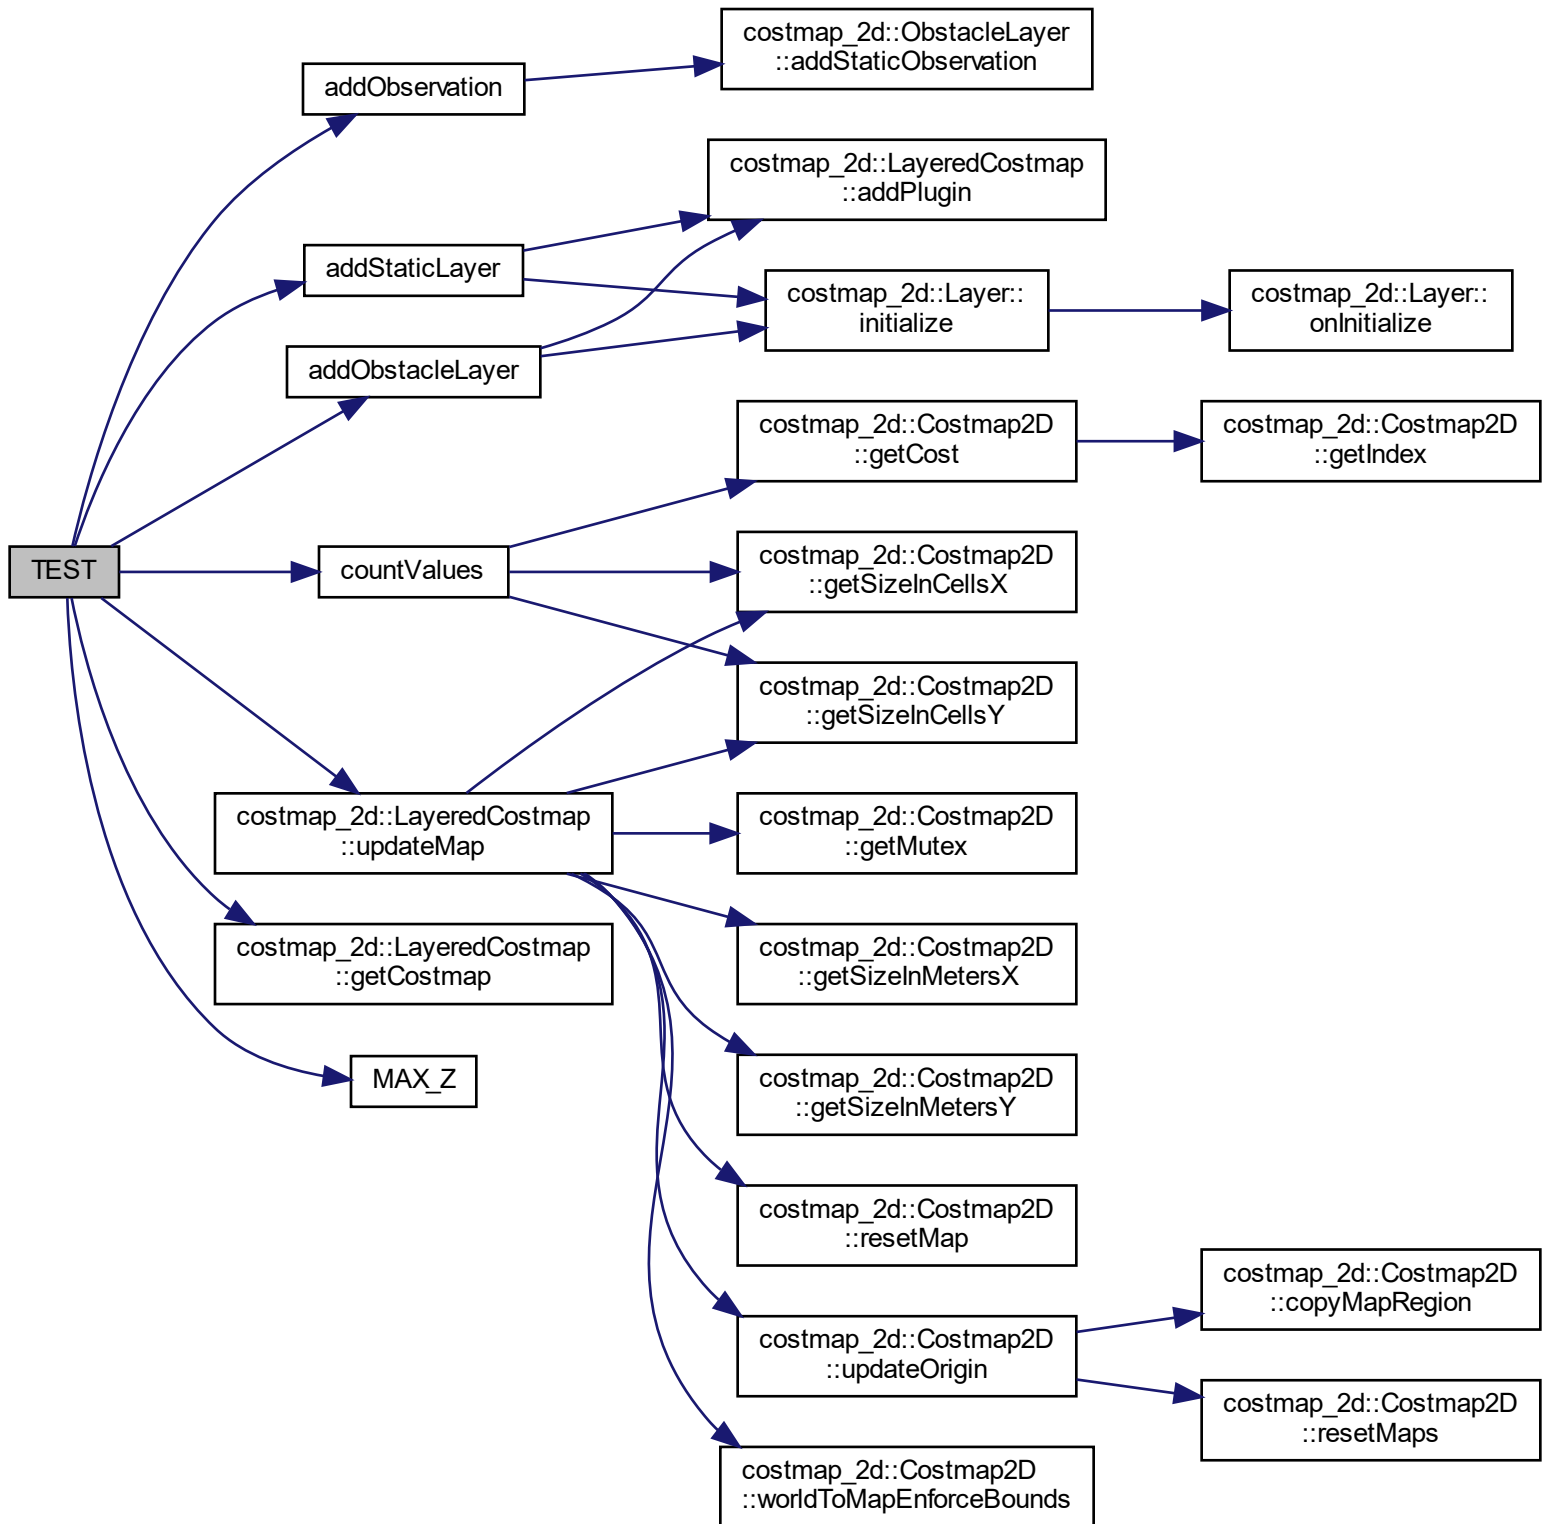 costmap_2d::ObstacleLayer
::addStaticObservation
addObservation
costmap_2d::LayeredCostmap
::addPlugin
addStaticLayer
costmap_2d::Layer::
initialize
costmap_2d::Layer::
onInitialize
addObstacleLayer
costmap_2d::Costmap2D
::getCost
costmap_2d::Costmap2D
::getIndex
TEST
countValues
costmap_2d::Costmap2D
::getSizeInCellsX
costmap_2d::Costmap2D
::getSizeInCellsY
costmap_2d::LayeredCostmap
::updateMap
costmap_2d::Costmap2D
::getMutex
costmap_2d::LayeredCostmap
::getCostmap
costmap_2d::Costmap2D
::getSizeInMetersX
MAX_Z
costmap_2d::Costmap2D
::getSizeInMetersY
costmap_2d::Costmap2D
::resetMap
costmap_2d::Costmap2D
::copyMapRegion
costmap_2d::Costmap2D
::updateOrigin
costmap_2d::Costmap2D
::resetMaps
costmap_2d::Costmap2D
::worldToMapEnforceBounds